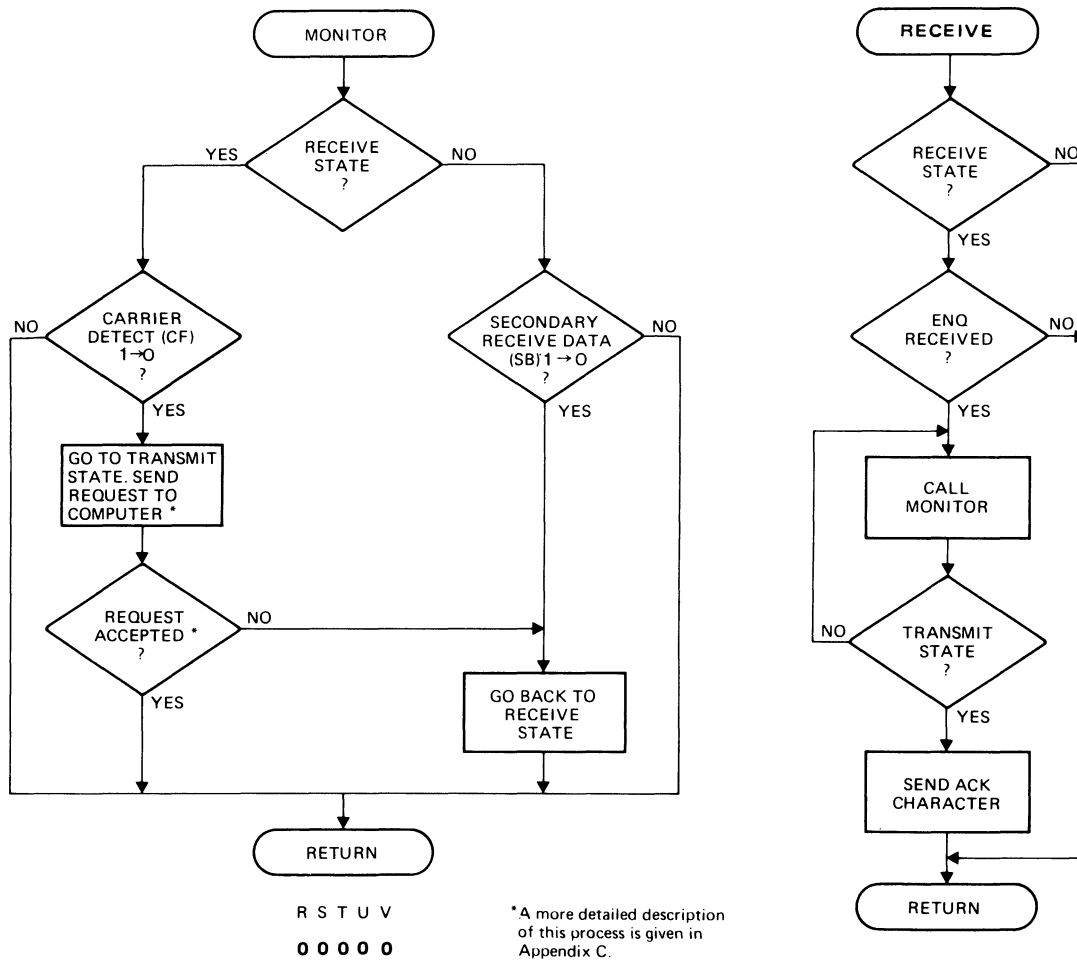 MONITOR
RECEIVE
STATE
?
YES
NO
CARRIER
DETECT (CF)
1→0
?
NO
YES
SECONDARY
RECEIVE DATA
(SB) 1→0
?
NO
YES
GO TO TRANSMIT
STATE. SEND
REQUEST TO
COMPUTER *
REQUEST
ACCEPTED *
?
NO
YES
GO BACK TO
RECEIVE
STATE
RETURN
R S T U V
0 0 0 0 0
*A more detailed description
of this process is given in
Appendix C.
RECEIVE
RECEIVE
STATE
?
NO
YES
ENQ
RECEIVED
?
NO
YES
CALL
MONITOR
TRANSMIT
STATE
?
NO
YES
SEND ACK
CHARACTER
RETURN